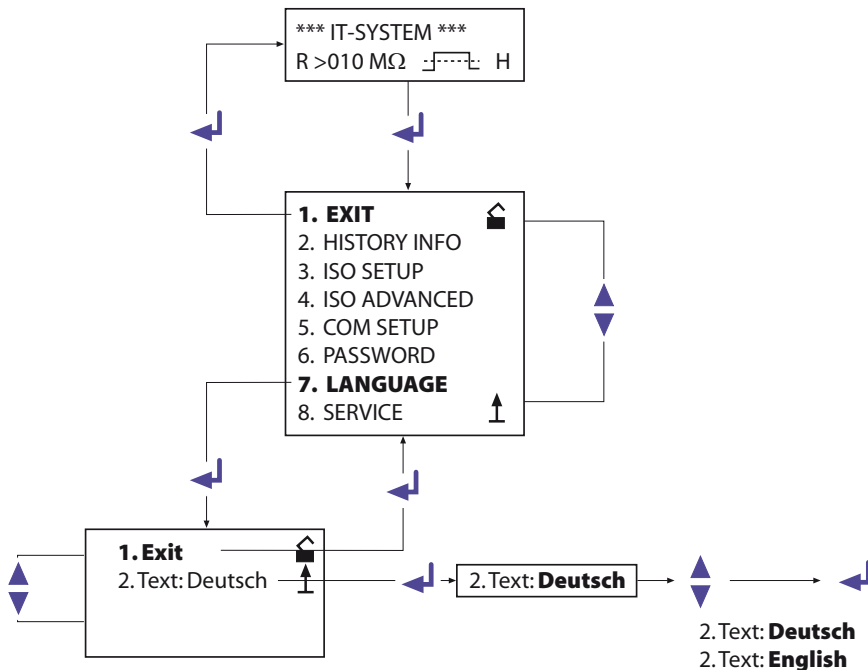 *** IT-SYSTEM ***
R >010 MΩ H
1. EXIT
2. HISTORY INFO
3. ISO SETUP
4. ISO ADVANCED
5. COM SETUP
6. PASSWORD
7. LANGUAGE
8. SERVICE
1. Exit
2. Text: Deutsch
2. Text: Deutsch
2. Text: Deutsch
2. Text: English